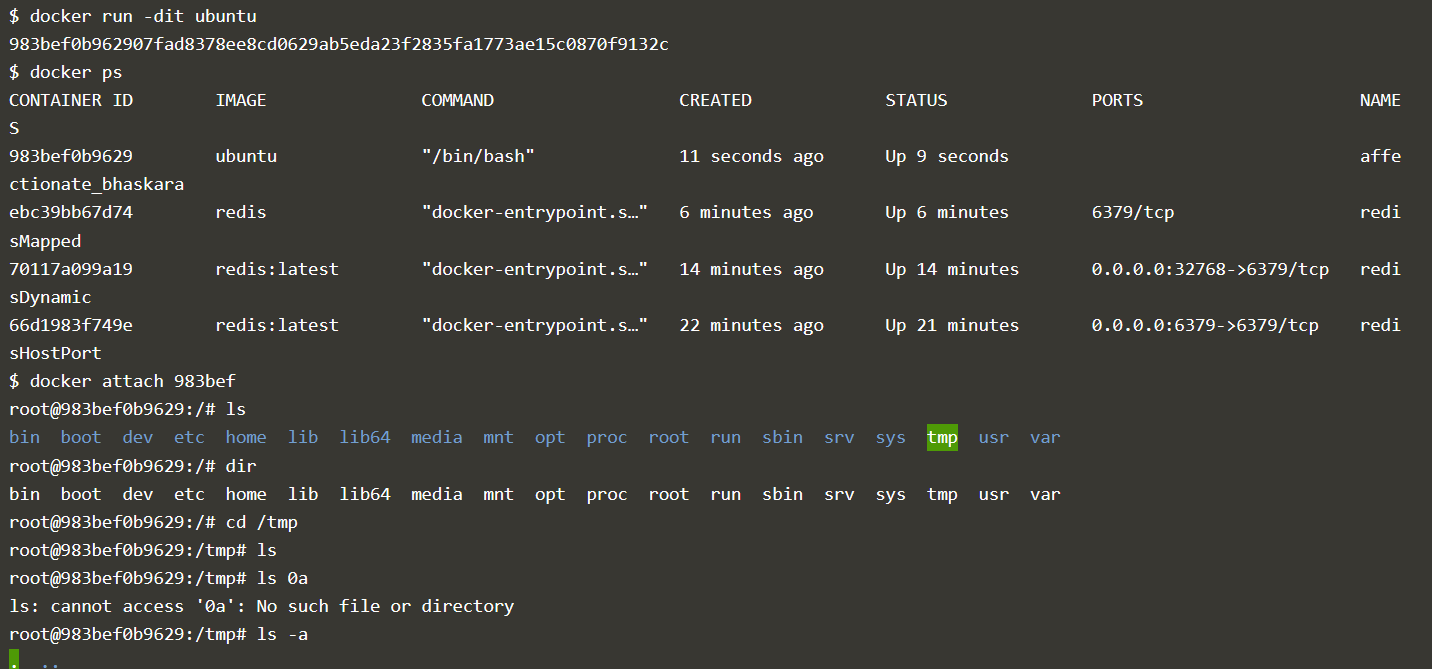 $ docker run -dit ubuntu
983bef0b962907fad8378ee8cd0629ab5eda23f2835fa1773ae15c0870f9132c
$ docker ps
CONTAINER ID        IMAGE               COMMAND                  CREATED             STATUS              PORTS                     NAME
S
983bef0b9629        ubuntu              "/bin/bash"              11 seconds ago      Up 9 seconds                                  affe
ctionate_bhaskara
ebc39bb67d74        redis               "docker-entrypoint.s…"   6 minutes ago       Up 6 minutes        6379/tcp                  redi
sMapped
70117a099a19        redis:latest        "docker-entrypoint.s…"   14 minutes ago      Up 14 minutes       0.0.0.0:32768->6379/tcp   redi
sDynamic
66d1983f749e        redis:latest        "docker-entrypoint.s…"   22 minutes ago      Up 21 minutes       0.0.0.0:6379->6379/tcp    redi
sHostPort
$ docker attach 983bef
root@983bef0b9629:/# ls
bin  boot  dev  etc  home  lib  lib64  media  mnt  opt  proc  root  run  sbin  srv  sys  tmp  usr  var
root@983bef0b9629:/# dir
bin  boot  dev  etc  home  lib  lib64  media  mnt  opt  proc  root  run  sbin  srv  sys  tmp  usr  var
root@983bef0b9629:/# cd /tmp
root@983bef0b9629:/tmp# ls
root@983bef0b9629:/tmp# ls 0a
ls: cannot access '0a': No such file or directory
root@983bef0b9629:/tmp# ls -a
.  ..